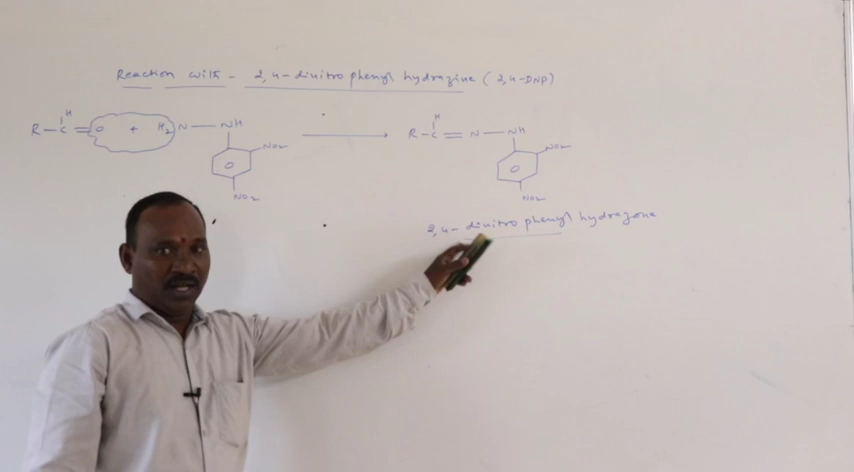 Reaction with - 2,4-dinitro phenyl hydrazine (2,4-DNP)
H H
R-C=O + H₂N-NH → R-C=N-NH
NO₂ NO₂
NO₂ NO₂
2,4-dinitro phenyl hydrazone